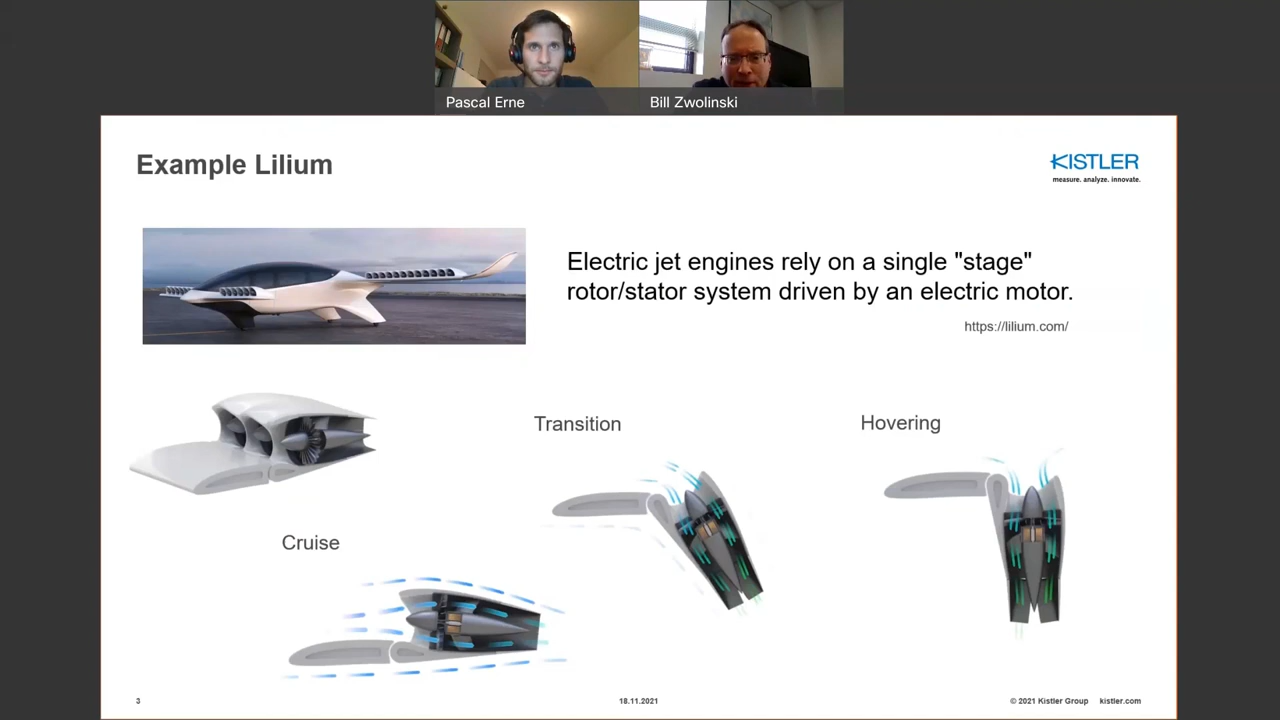 Pascal Erne
Bill Zwolinski
Example Lilium
KISTLER
measure. analyze. innovate.
Electric jet engines rely on a single "stage"
rotor/stator system driven by an electric motor.
https://lilium.com/
Transition
Hovering
Cruise
3
18.11.2021
© 2021 Kistler Group
kistler.com